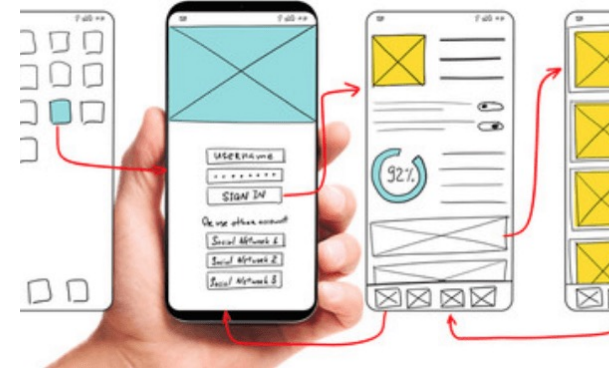 username
SIGN IN
Or use other account
Social Network 1
Social Network 2
Social Network 3
92%